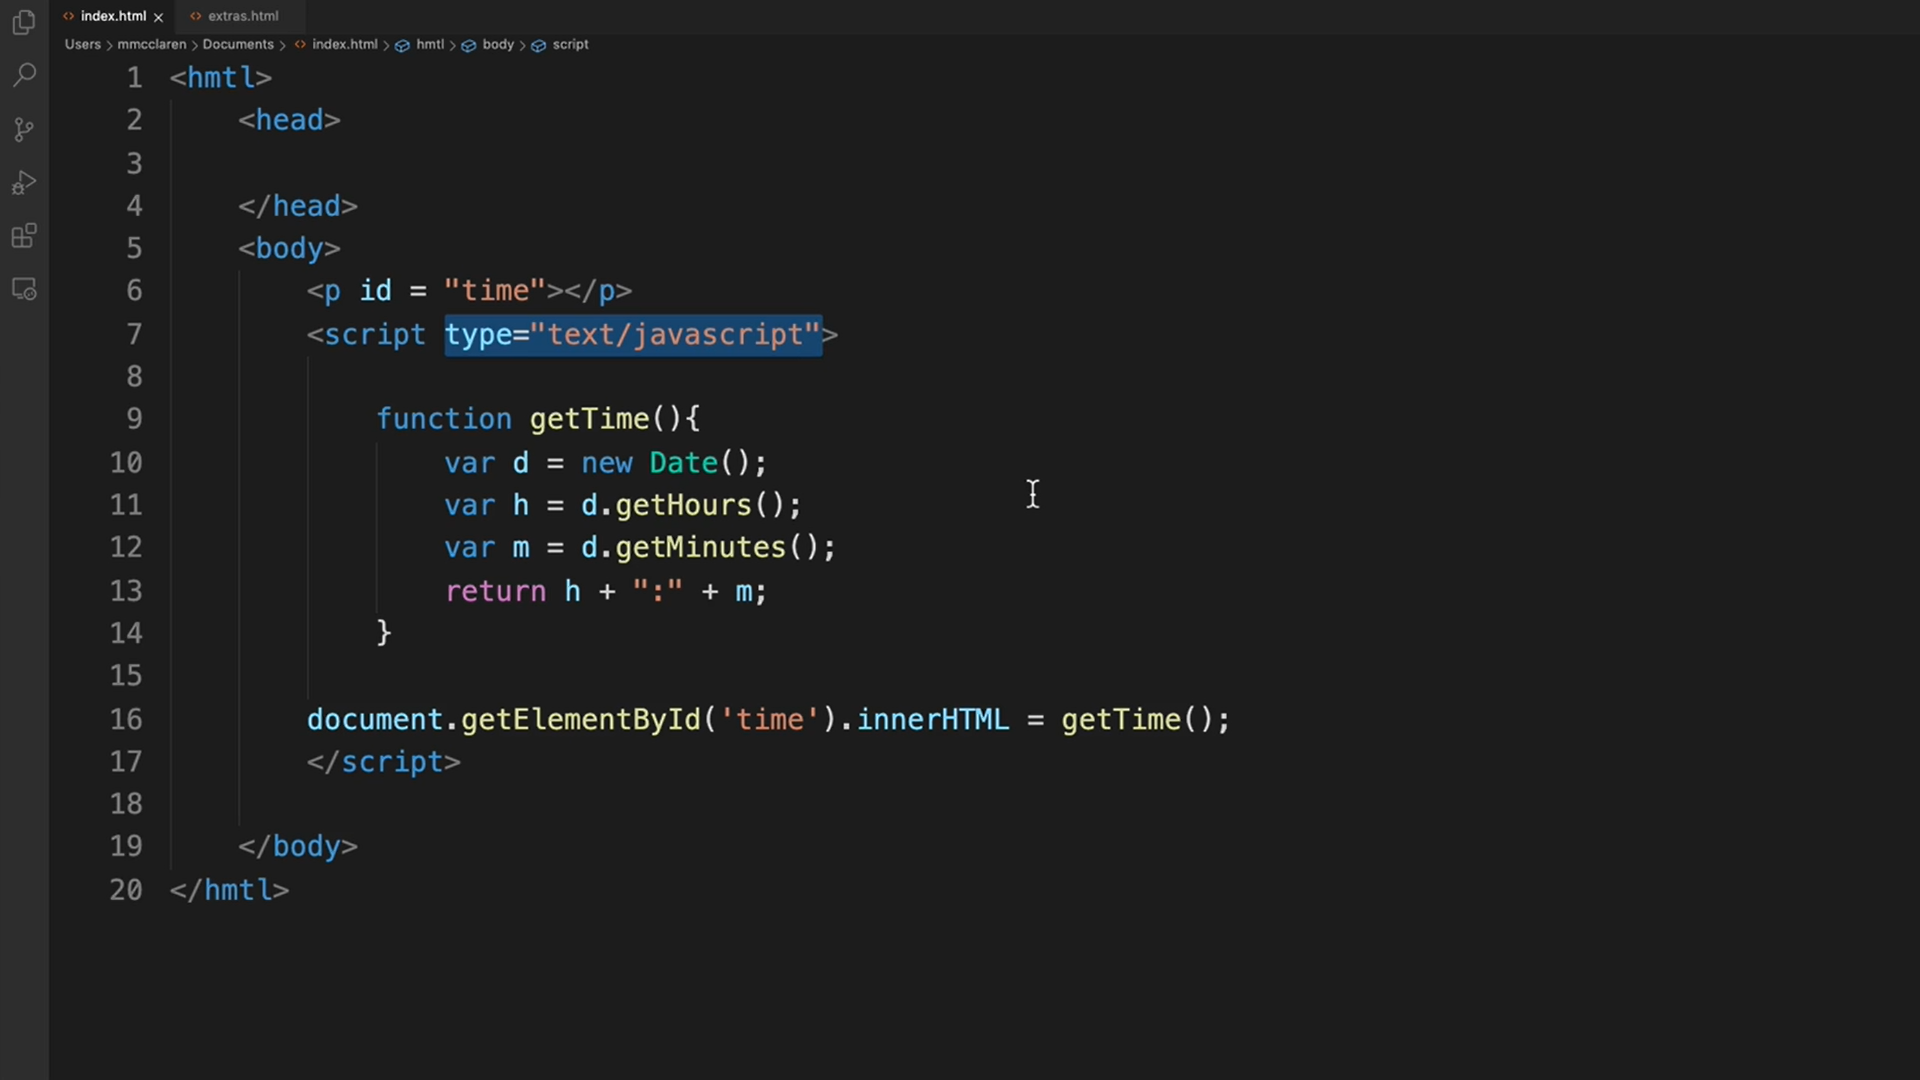 index.html extras.html
Users > mmcclaren > Documents > index.html > hmtl > body > script
1 <hmtl>
2 <head>
3
4 </head>
5 <body>
6 <p id = "time"></p>
7 <script type="text/javascript">
8
9 function getTime(){
10 var d = new Date();
11 var h = d.getHours();
12 var m = d.getMinutes();
13 return h + ":" + m;
14 }
15
16 document.getElementById('time').innerHTML = getTime();
17 </script>
18
19 </body>
20 </hmtl>